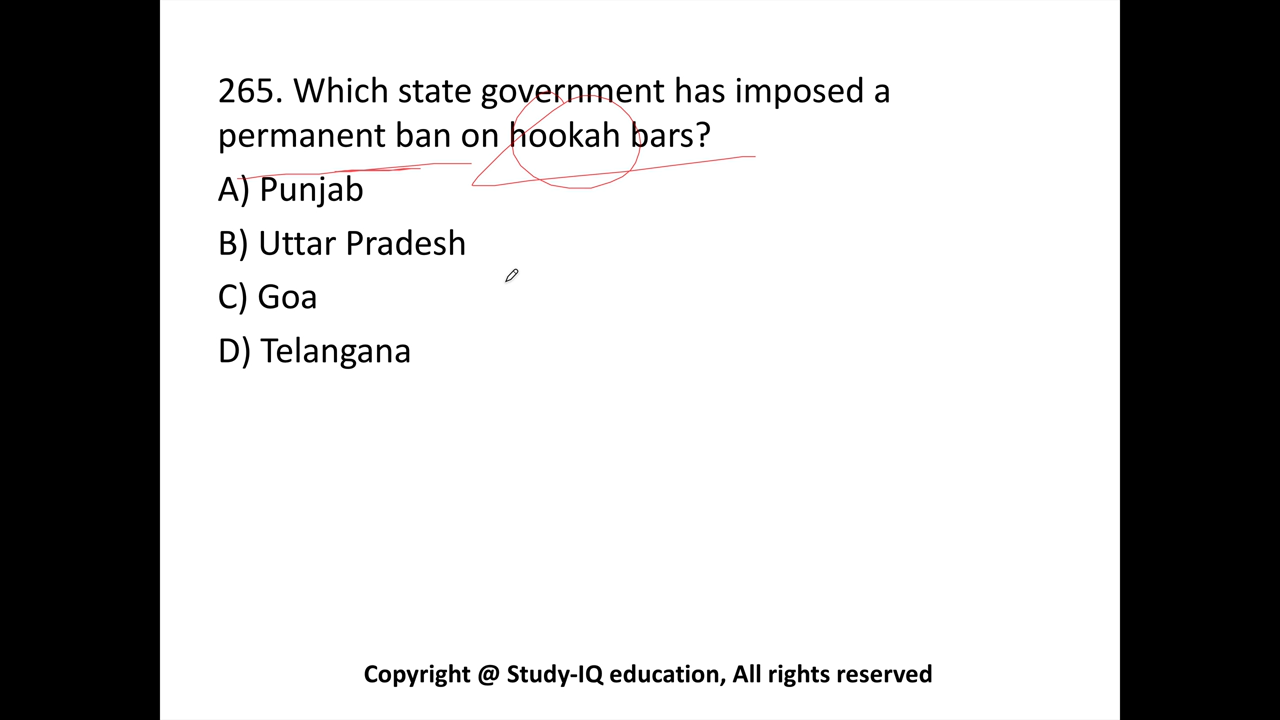 265. Which state government has imposed a
permanent ban on hookah bars?
A) Punjab
B) Uttar Pradesh
C) Goa
D) Telangana
Copyright @ Study-IQ education, All rights reserved